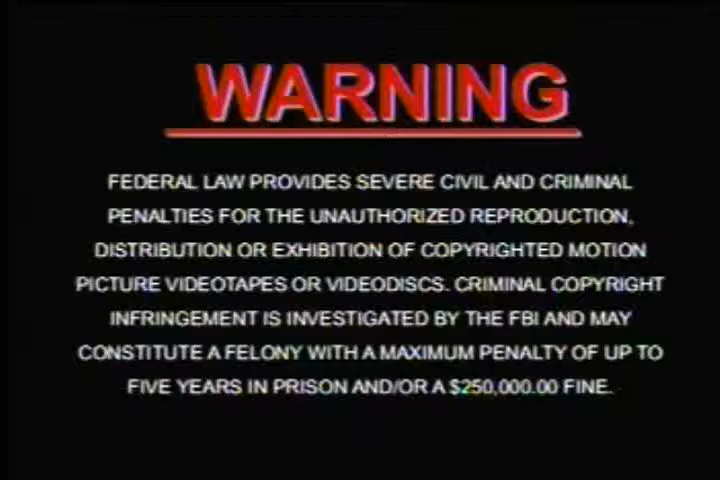 WARNING
FEDERAL LAW PROVIDES SEVERE CIVIL AND CRIMINAL
PENALTIES FOR THE UNAUTHORIZED REPRODUCTION,
DISTRIBUTION OR EXHIBITION OF COPYRIGHTED MOTION
PICTURE VIDEOTAPES OR VIDEODISCS. CRIMINAL COPYRIGHT
INFRINGEMENT IS INVESTIGATED BY THE FBI AND MAY
CONSTITUTE A FELONY WITH A MAXIMUM PENALTY OF UP TO
FIVE YEARS IN PRISON AND/OR A $250,000.00 FINE.